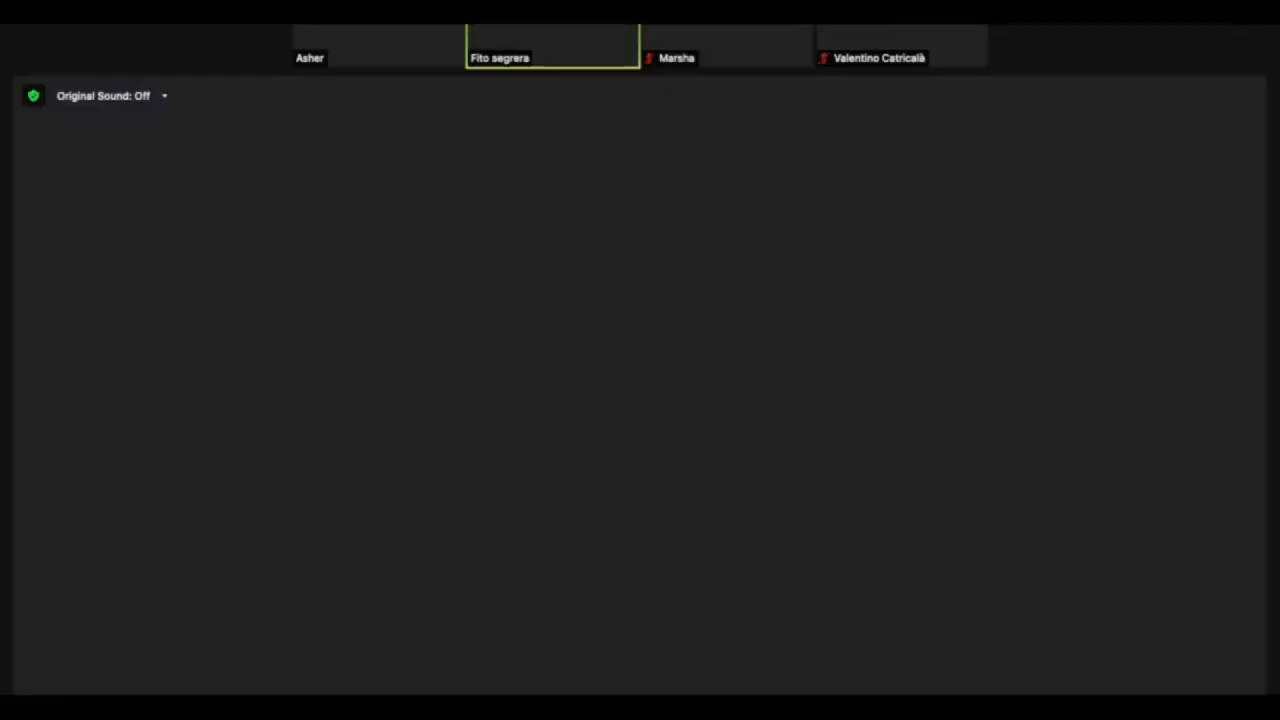 Asher
Fito segrera
Marsha
Valentino Catricalà
Original Sound: Off